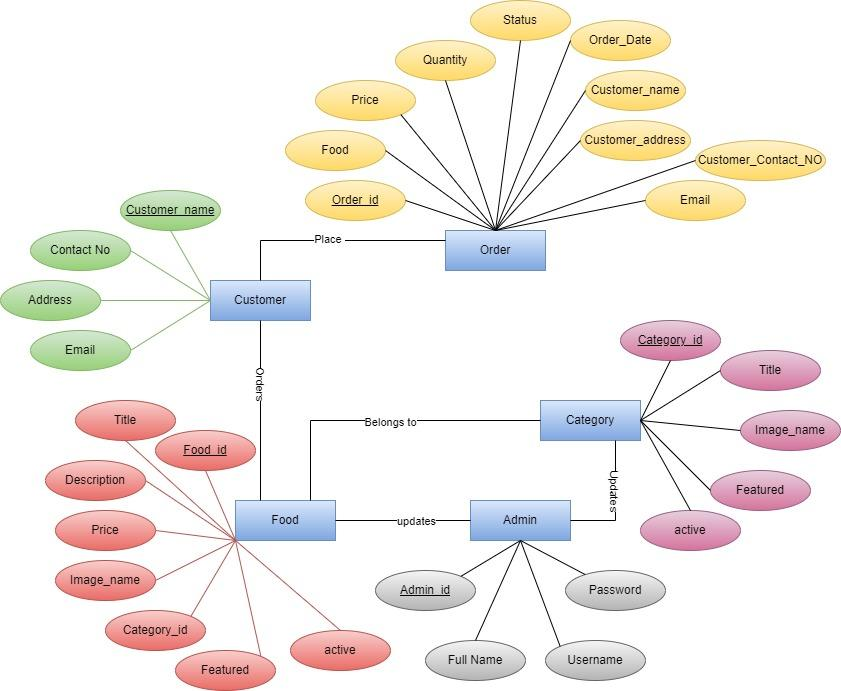 Status
Order_Date
Quantity
Customer_name
Price
Customer_address
Food
Customer_Contact_NO
Order_id
Email
Customer_name
Place
Order
Contact No
Address
Customer
Email
Orders
Category_id
Title
Title
Belongs to
Category
Image_name
Food_id
Description
Updates
Featured
Price
Food
updates
Admin
active
Image_name
Admin_id
Password
Category_id
Featured
active
Full Name
Username